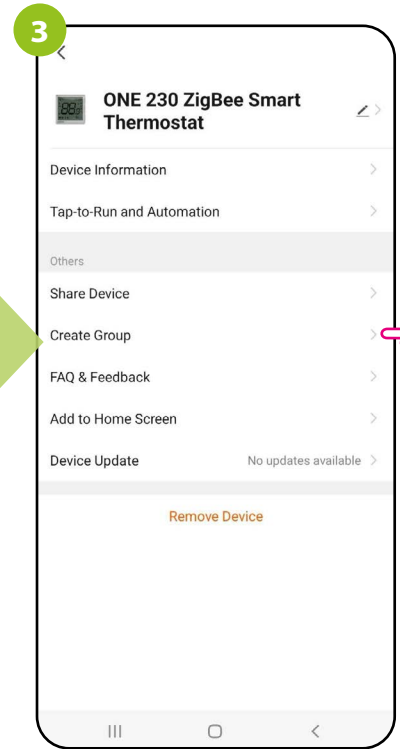 3
ONE 230 ZigBee Smart
Thermostat
Device Information
Tap-to-Run and Automation
Others
Share Device
Create Group
FAQ & Feedback
Add to Home Screen
Device Update No updates available
Remove Device